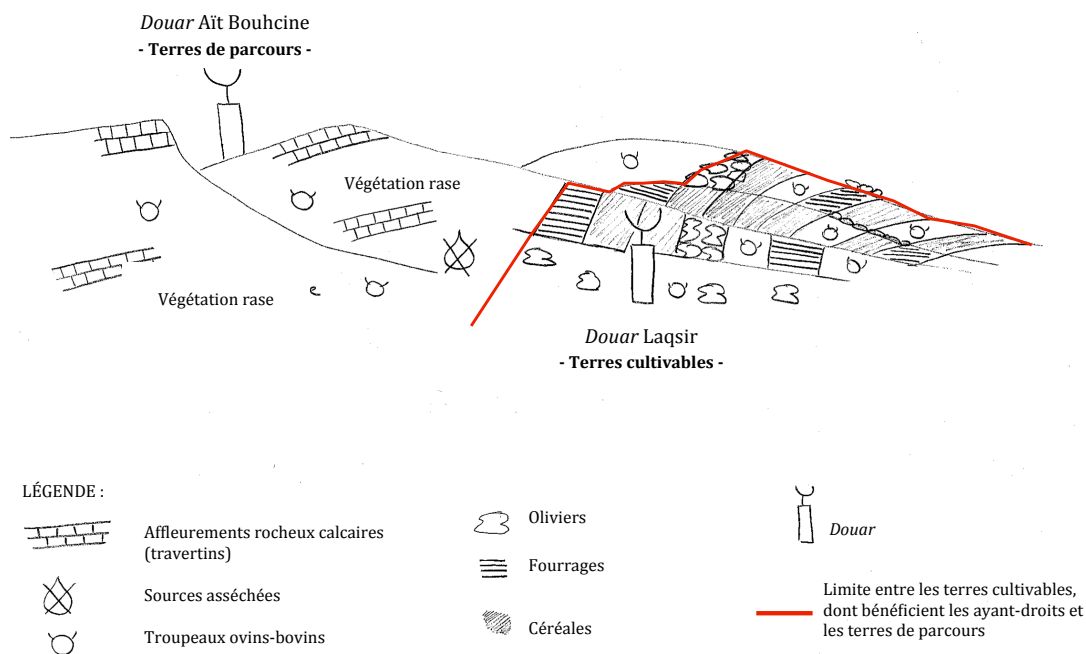 Douar Aït Bouhcine
- Terres de parcours -
Végétation rase
Végétation rase
Douar Laqsir
- Terres cultivables -
LÉGENDE :
Affleurements rocheux calcaires
(travertins)
Sources asséchées
Troupeaux ovins-bovins
Oliviers
Fourrages
Céréales
Douar
Limite entre les terres cultivables,
dont bénéficient les ayant-droits et
les terres de parcours